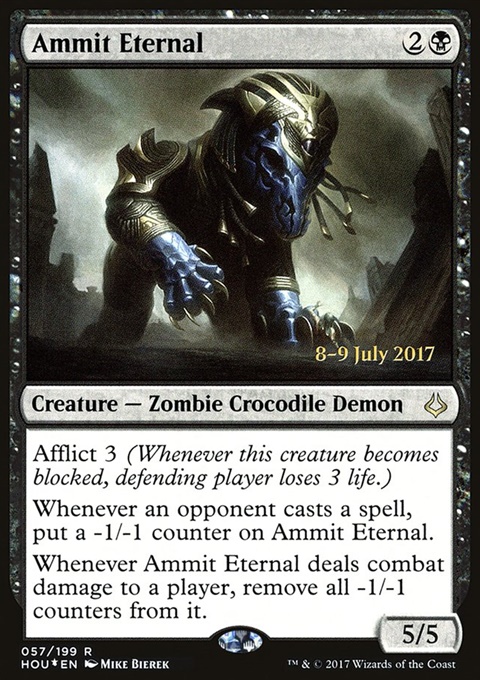 Ammit Eternal 2
8-9 July 2017
Creature — Zombie Crocodile Demon
Afflict 3 (Whenever this creature becomes
blocked, defending player loses 3 life.)
Whenever an opponent casts a spell,
put a -1/-1 counter on Ammit Eternal.
Whenever Ammit Eternal deals combat
damage to a player, remove all -1/-1
counters from it.
5/5
057/199 R
HOU★EN Mike Bierek
™ & © 2017 Wizards of the Coast